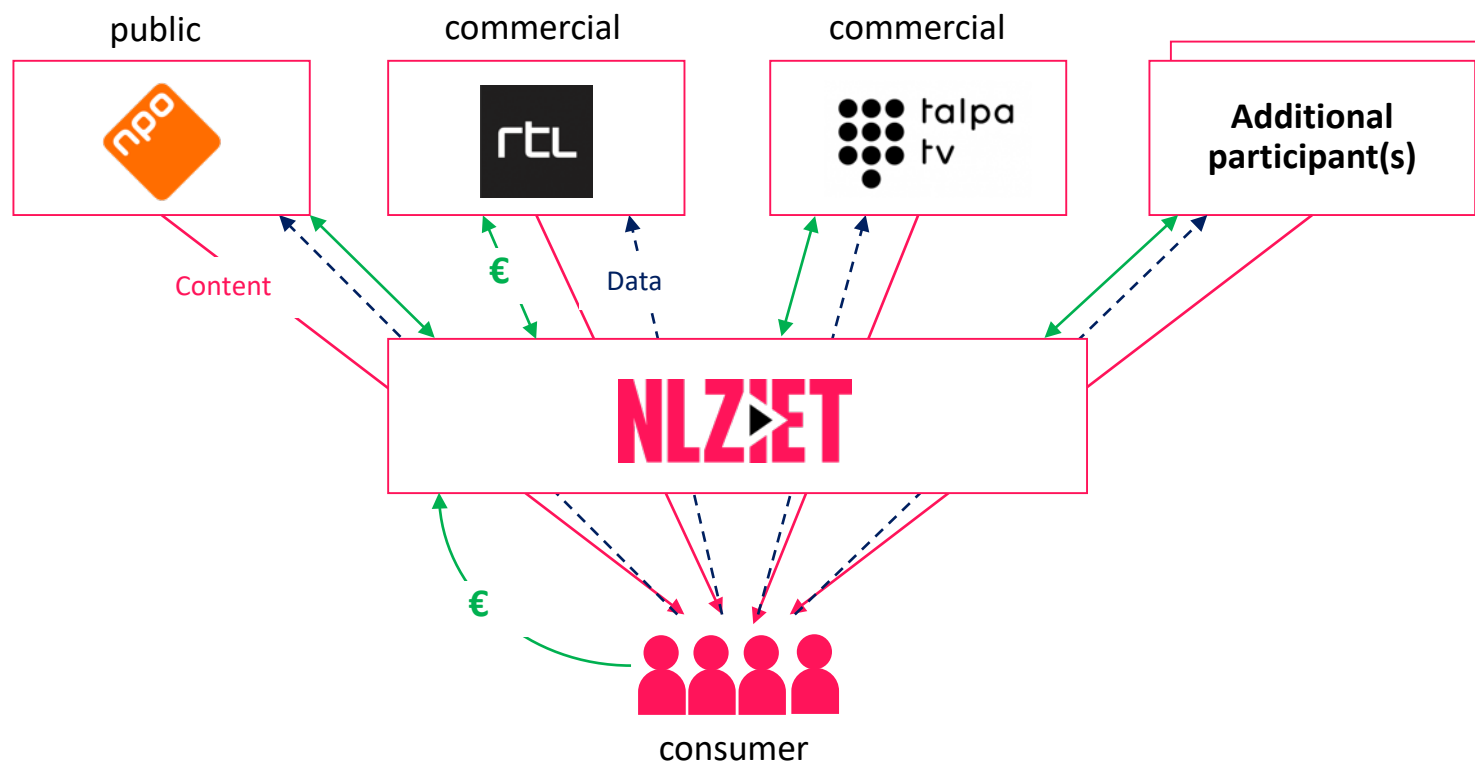 public
commercial
commercial
npo
rtl
talpa
tv
Additional
participant(s)
Content
€
Data
NLZIET
€
consumer